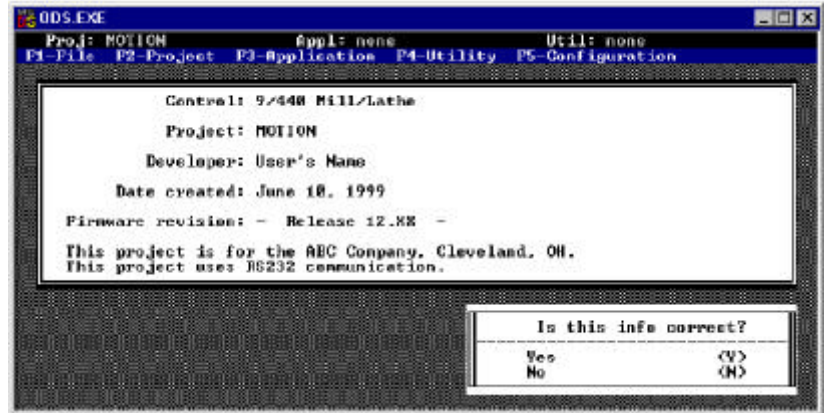 ODS.EXE
Proj: MOTION Appl: none Util: none
F1-File F2-Project F3-Application F4-Utility F5-Configuration
Control: 9/440 Mill/Lathe
Project: MOTION
Developer: User's Name
Date created: June 10, 1999
Firmware revision: - Release 12.XX -
This project is for the ABC Company, Cleveland, OH.
This project uses RS232 communication.
Is this info correct?
Yes (Y)
No (N)